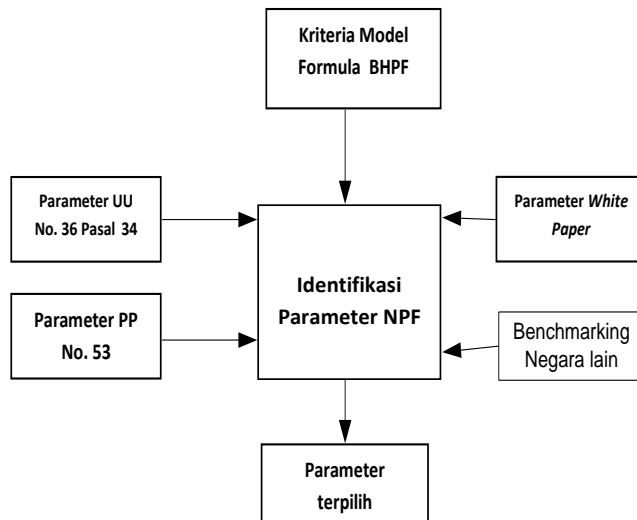 Kriteria Model
Formula BHPF
Parameter UU
No. 36 Pasal 34
Parameter White
Paper
Identifikasi
Parameter NPF
Parameter PP
No. 53
Benchmarking
Negara lain
Parameter
terpilih